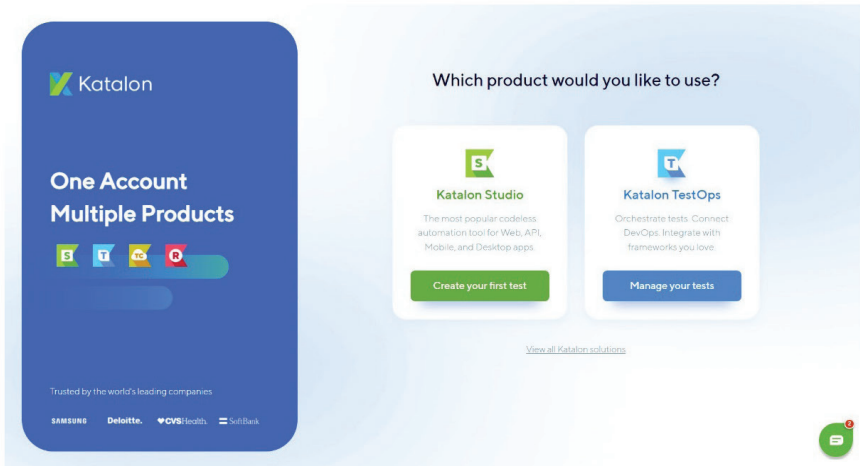 Katalon
One Account
Multiple Products
S T TC R
Trusted by the world's leading companies
SAMSUNG Deloitte. CVSHealth. SoftBank
Which product would you like to use?
S
Katalon Studio
The most popular codeless
automation tool for Web, API,
Mobile, and Desktop apps
Create your first test
T
Katalon TestOps
Orchestrate tests. Connect
DevOps. Integrate with
frameworks you love.
Manage your tests
View all Katalon solutions
2